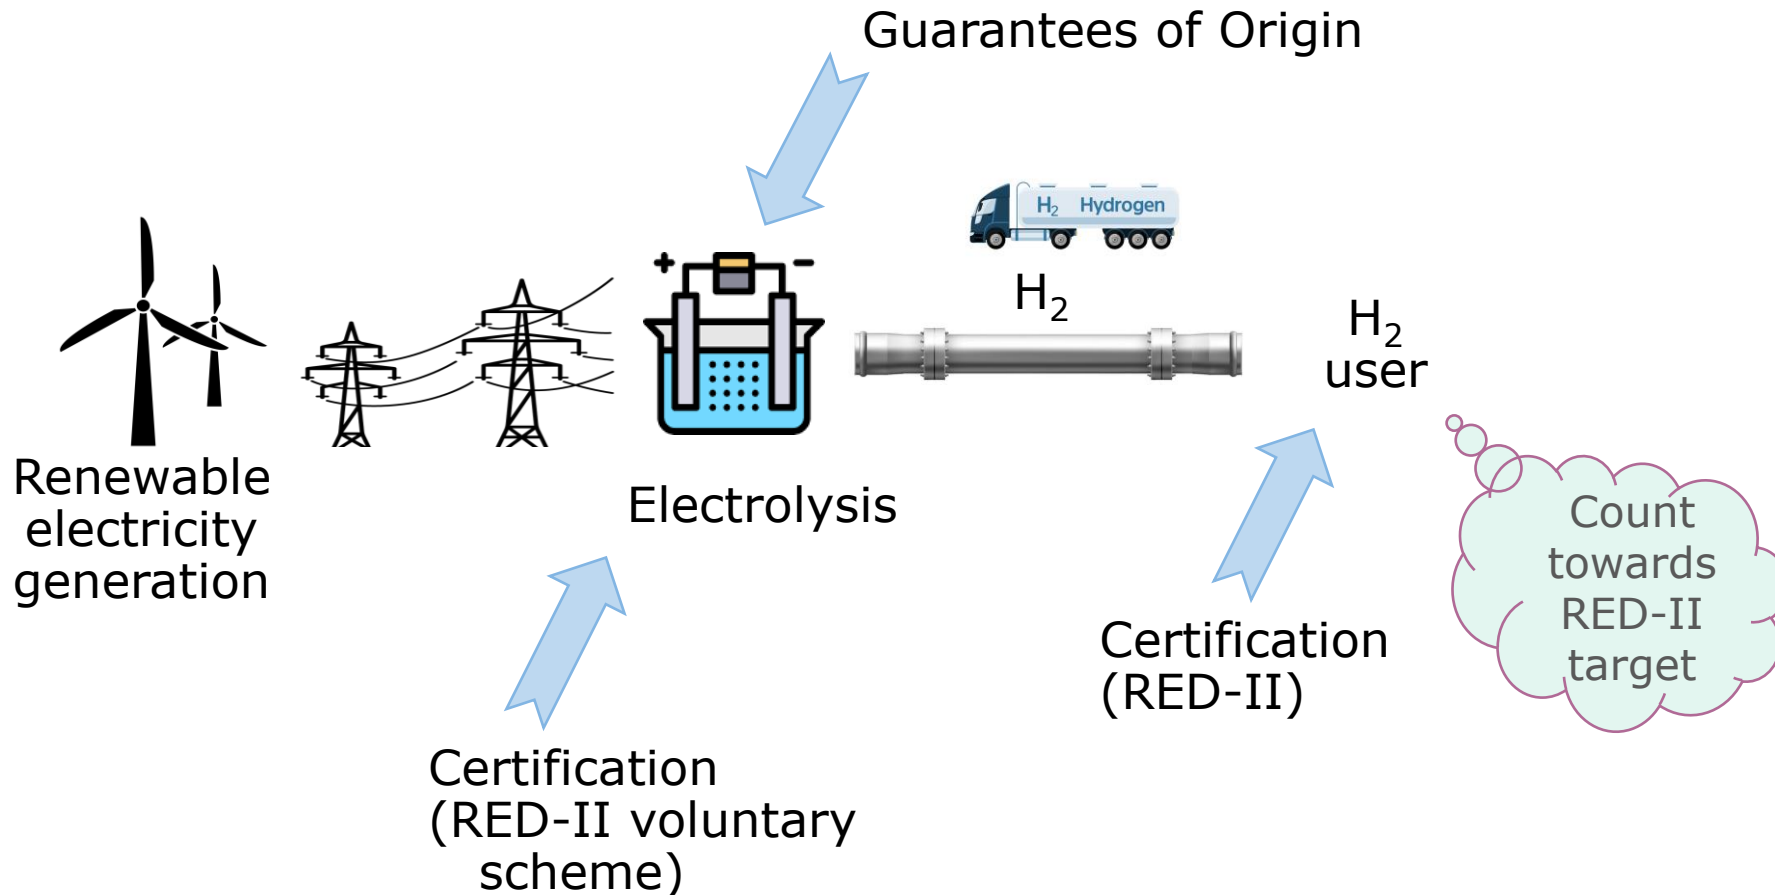 Guarantees of Origin
H₂ Hydrogen
+ −
H₂
H₂
user
Renewable
electricity
generation
Electrolysis
Count
towards
RED-II
target
Certification
(RED-II)
Certification
(RED-II voluntary
scheme)